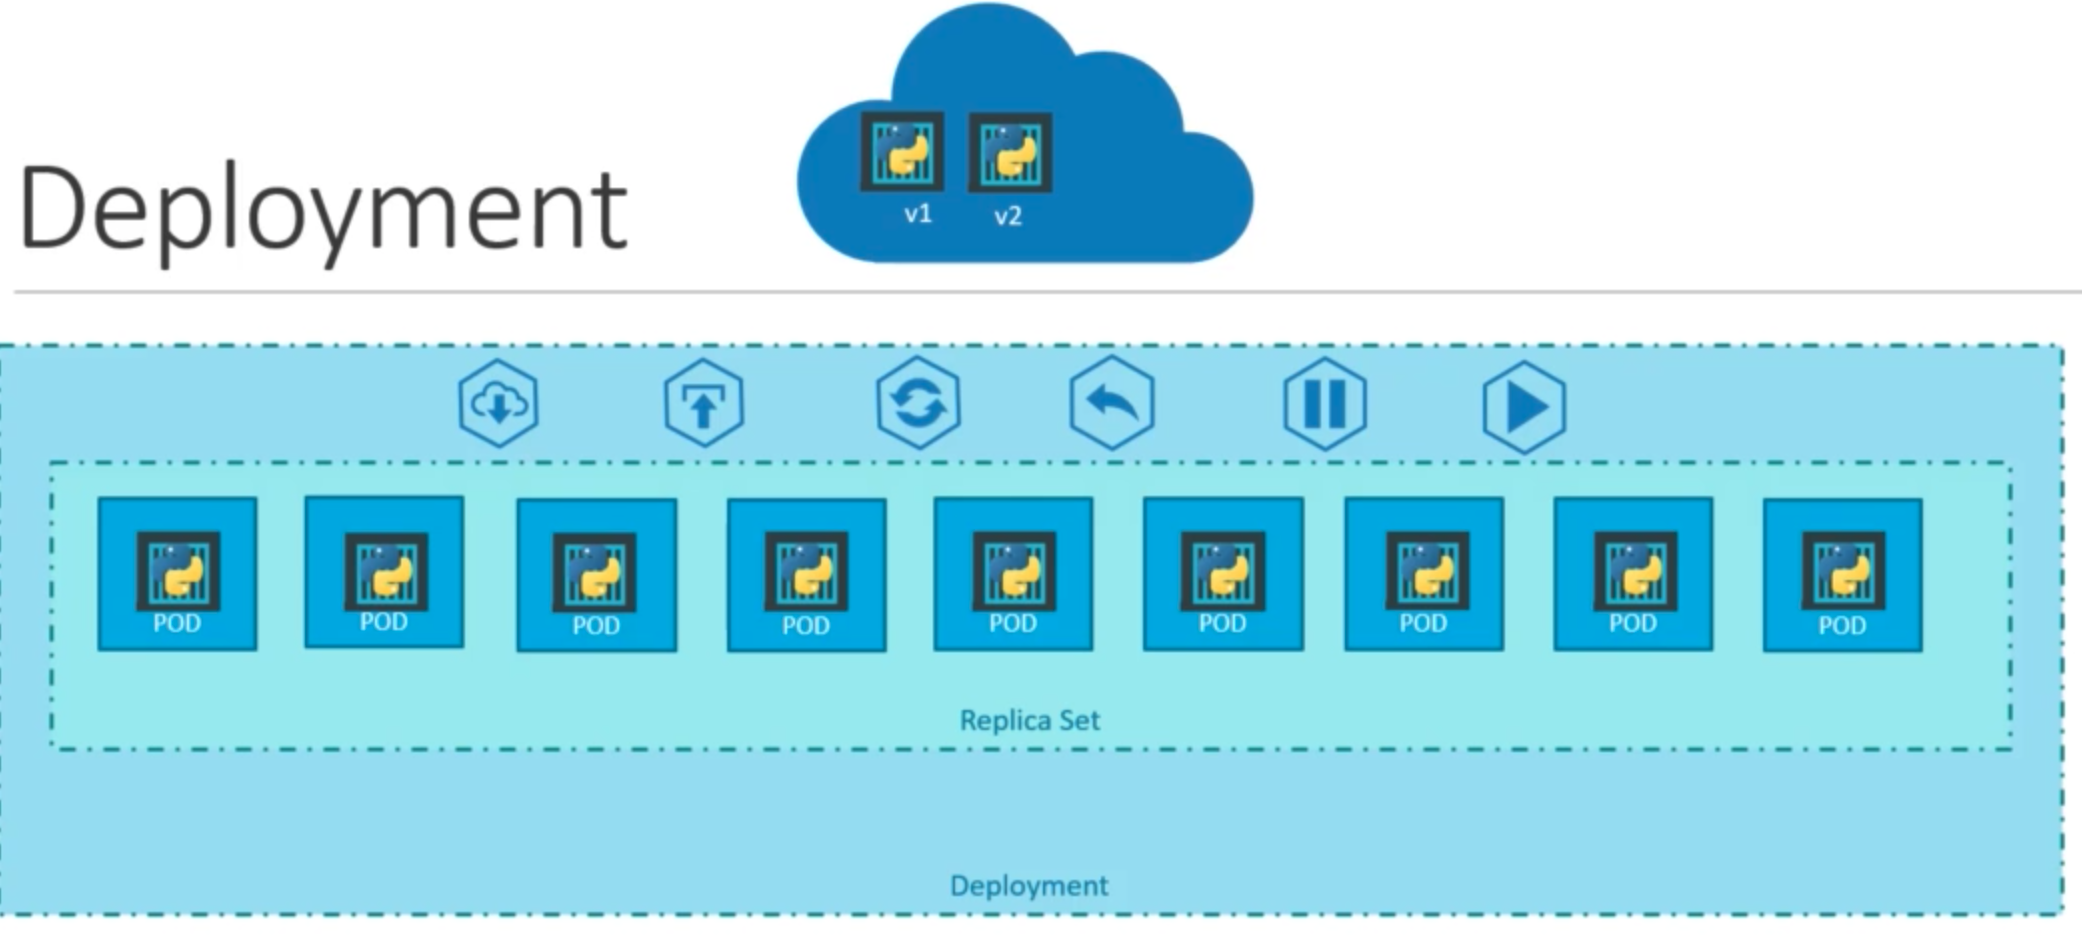 Deployment
v1
v2
POD
POD
POD
POD
POD
POD
POD
POD
POD
Replica Set
Deployment